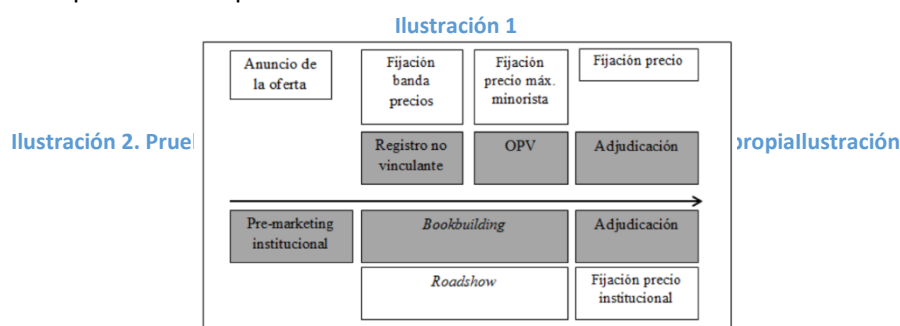 Ilustración 1
Anuncio de
la oferta
Fijación
banda
precios
Fijación
precio máx.
minorista
Fijación precio
Ilustración 2. Prue
propiaIlustración
Registro no
vinculante
OPV
Adjudicación
Pre-marketing
institucional
Bookbuilding
Adjudicación
Roadshow
Fijación precio
institucional